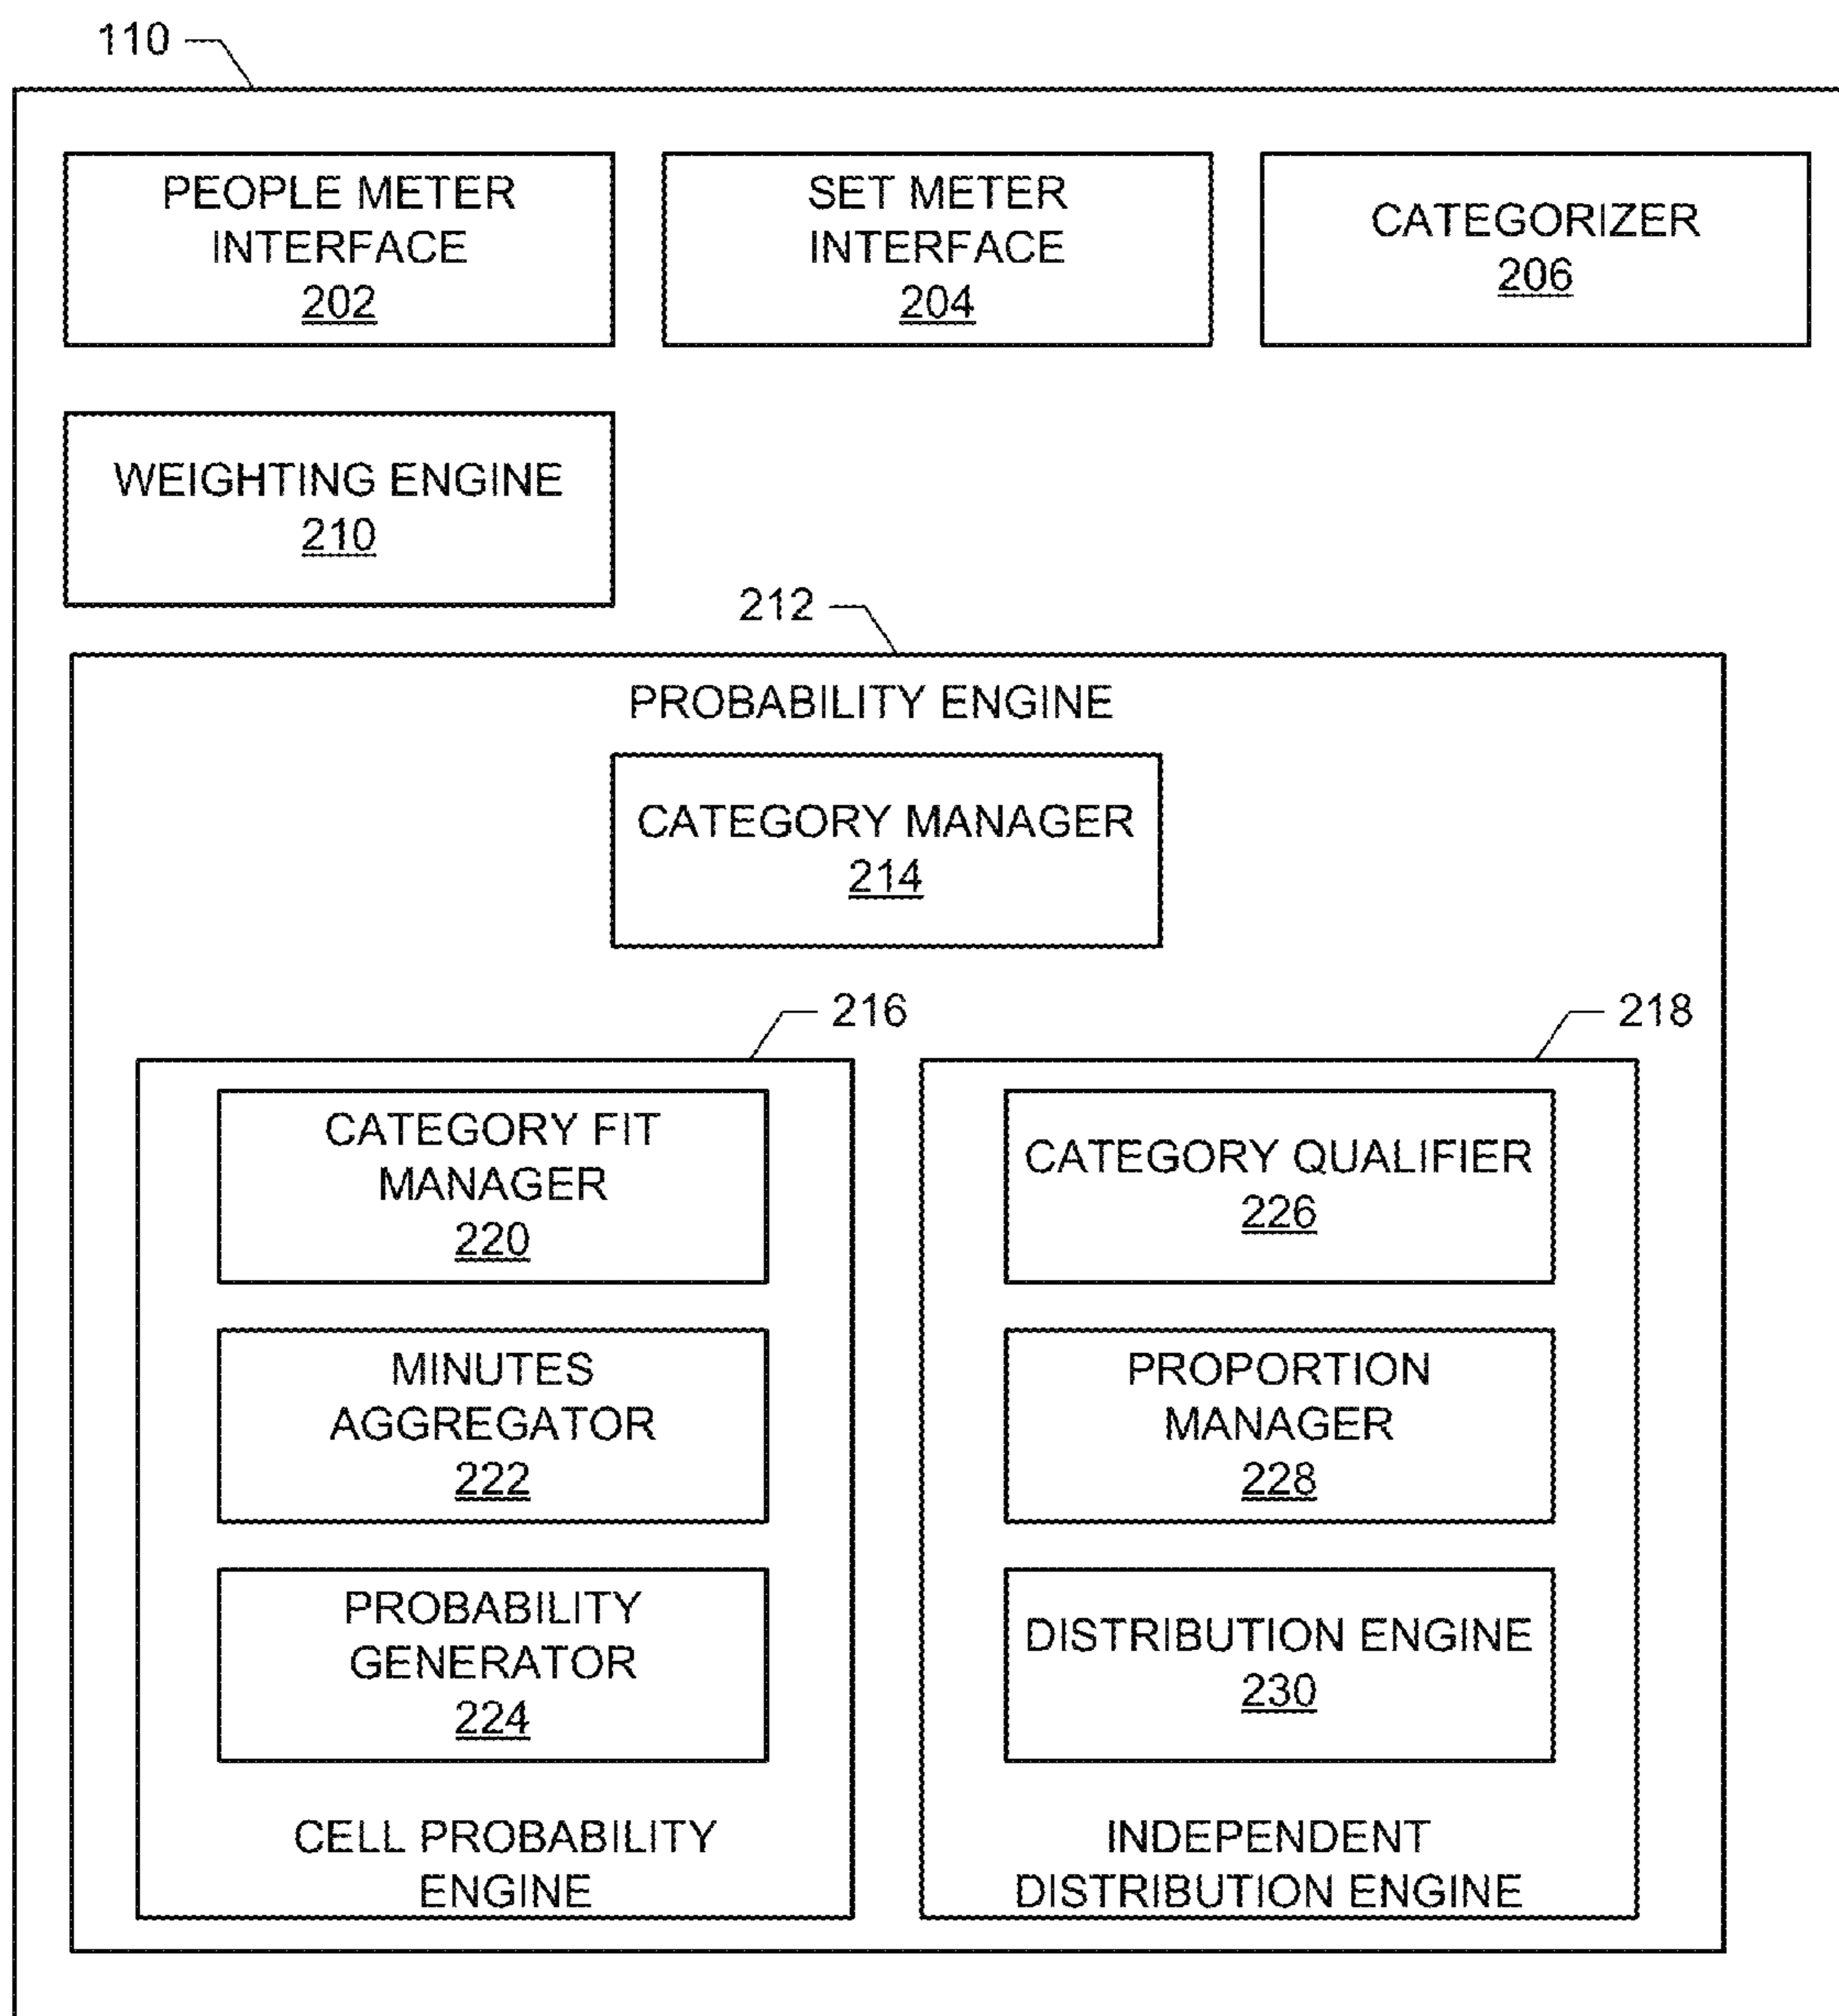 110
PEOPLE METER
INTERFACE
202
SET METER
INTERFACE
204
CATEGORIZER
206
WEIGHTING ENGINE
210
212
PROBABILITY ENGINE
CATEGORY MANAGER
214
216
CATEGORY FIT
MANAGER
220
MINUTES
AGGREGATOR
222
PROBABILITY
GENERATOR
224
CELL PROBABILITY
ENGINE
218
CATEGORY QUALIFIER
226
PROPORTION
MANAGER
228
DISTRIBUTION ENGINE
230
INDEPENDENT
DISTRIBUTION ENGINE